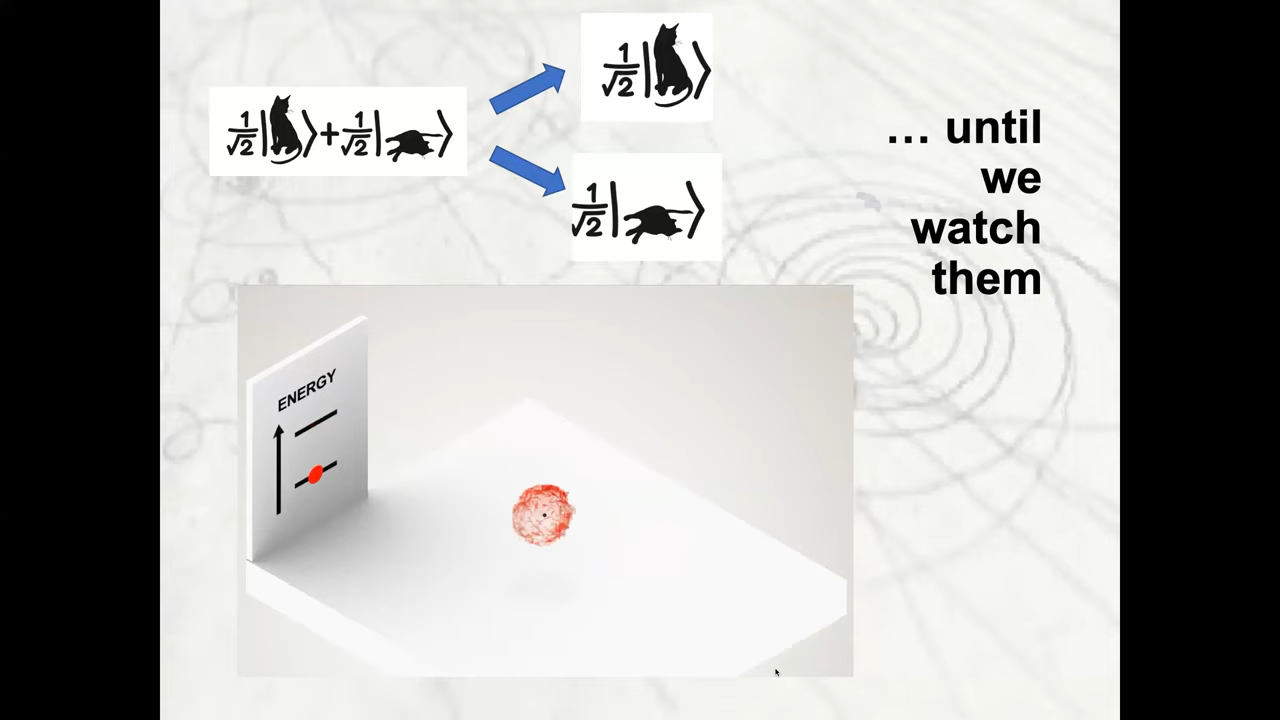 1/√2|🐈⟩+1/√2|🐈⟩
1/√2| ⟩
1/√2| ⟩
… until
we
watch
them
ENERGY